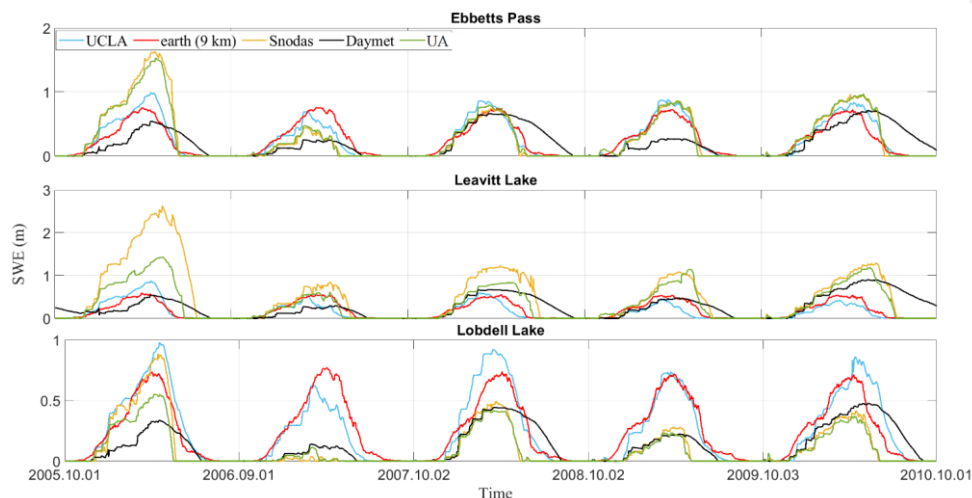 Ebbetts Pass
UCLA earth (9 km) Snodas Daymet UA
2
1
0
Leavitt Lake
3
2
1
0
SWE (m)
Lobdell Lake
1
0.5
0
2005.10.01 2006.09.01 2007.10.02 2008.10.02 2009.10.03 2010.10.01
Time